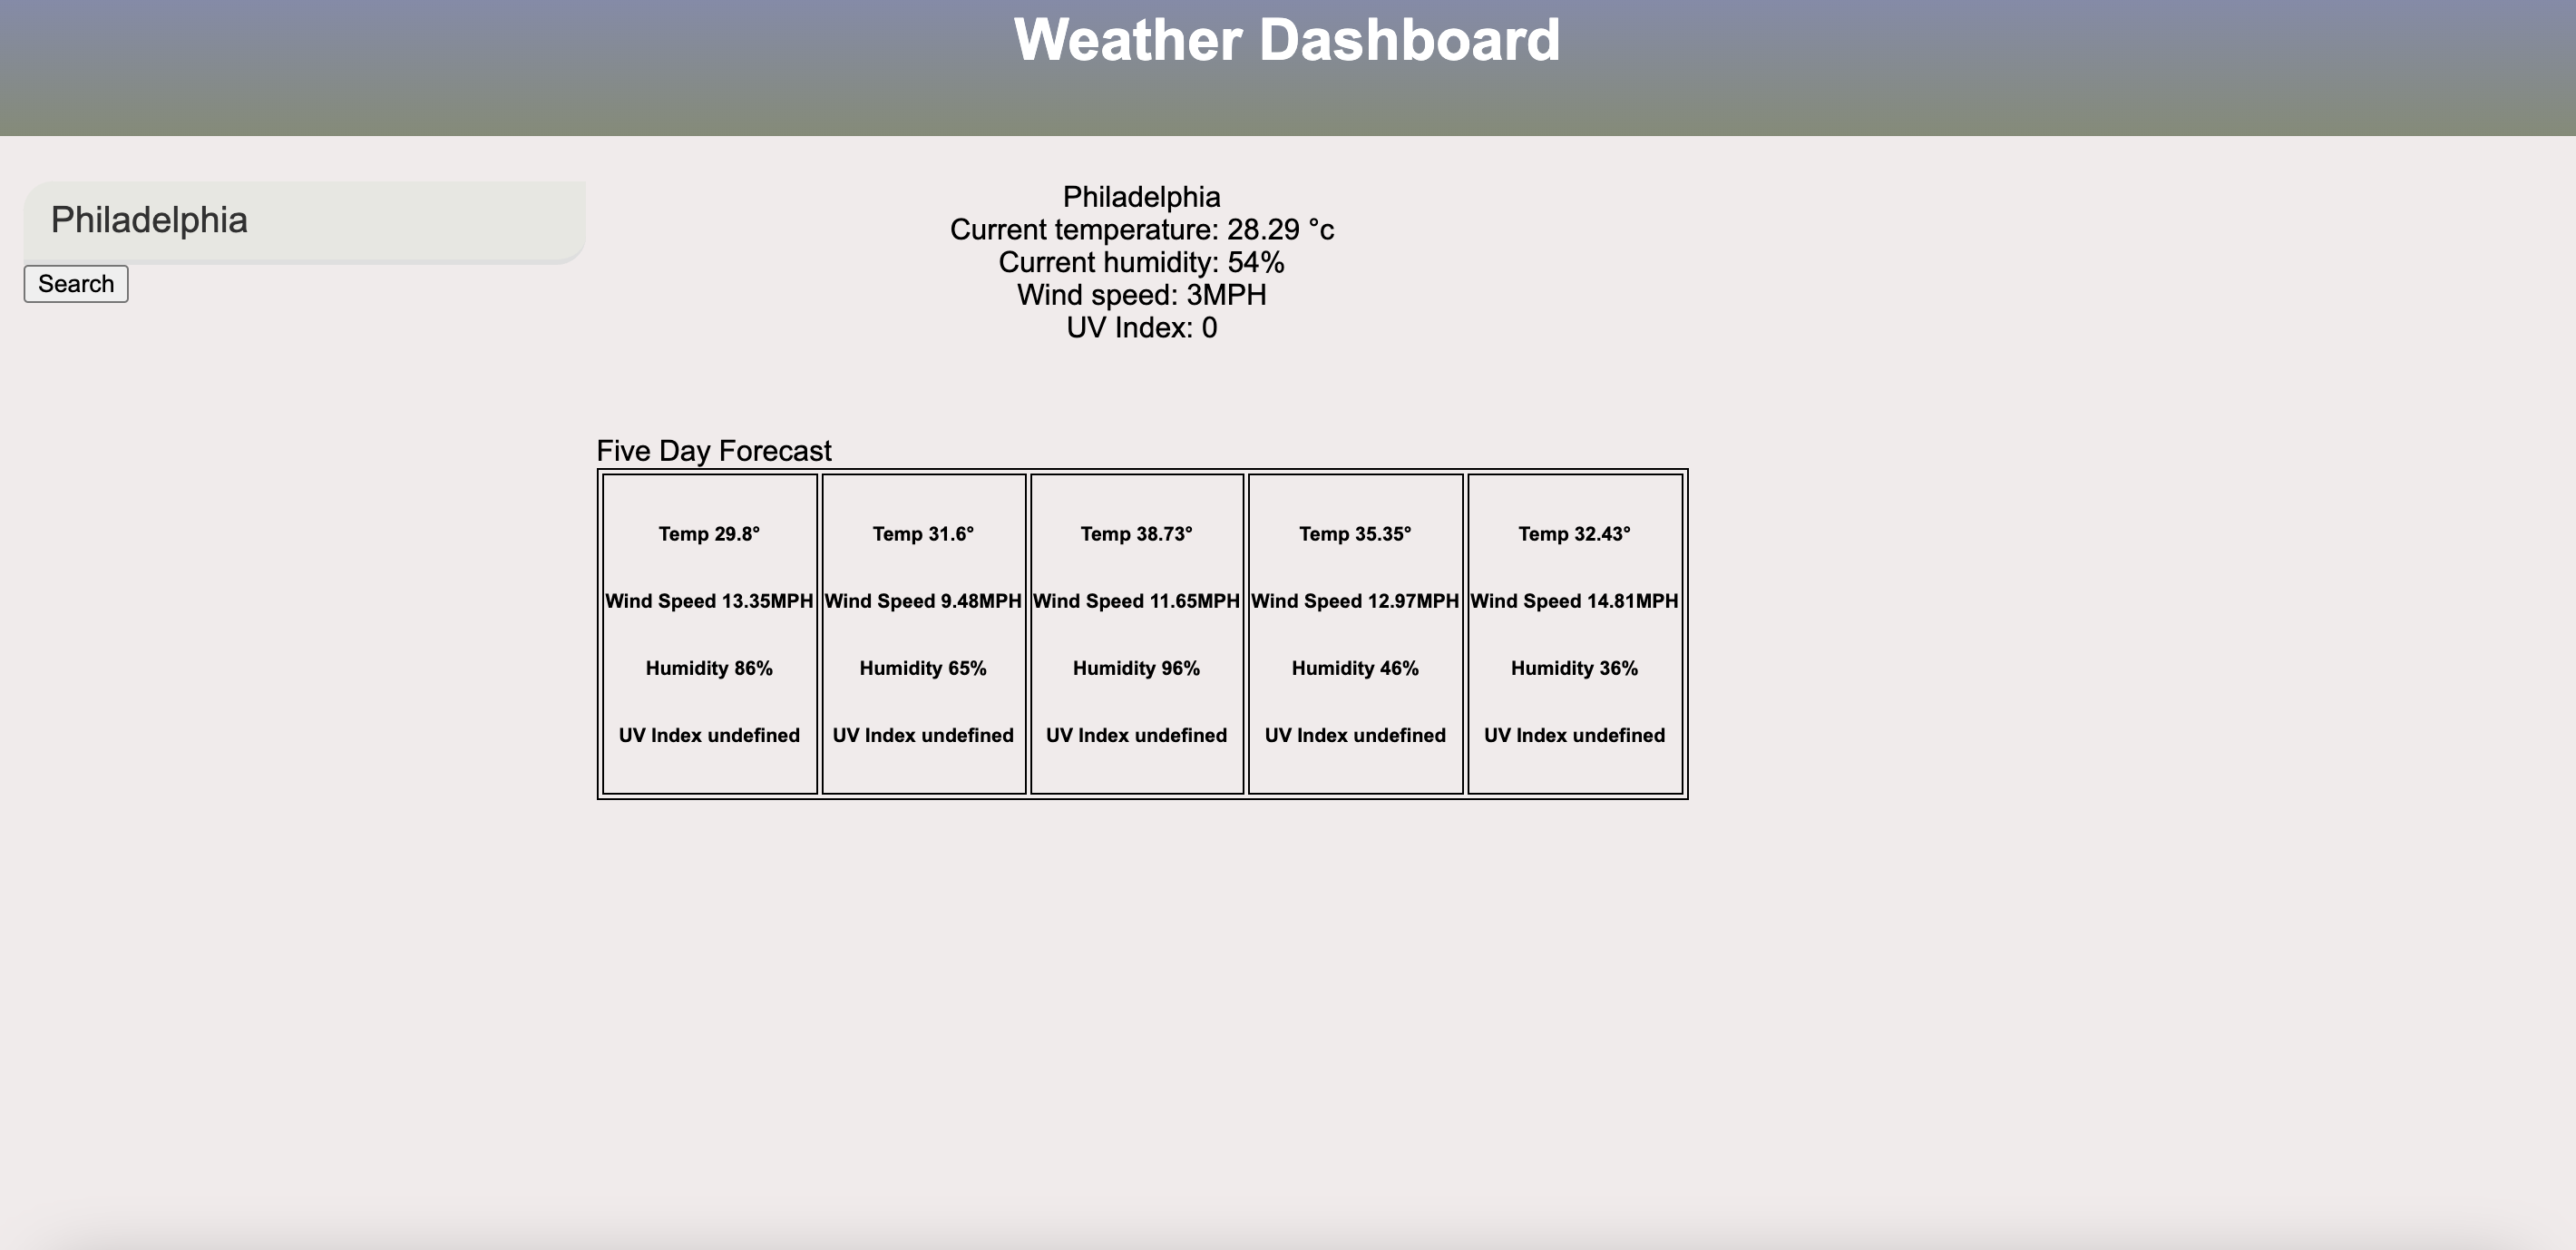 Weather Dashboard
Philadelphia
Search
Philadelphia
Current temperature: 28.29 °c
Current humidity: 54%
Wind speed: 3MPH
UV Index: 0
Five Day Forecast
Temp 29.8°
Wind Speed 13.35MPH
Humidity 86%
UV Index undefined
Temp 31.6°
Wind Speed 9.48MPH
Humidity 65%
UV Index undefined
Temp 38.73°
Wind Speed 11.65MPH
Humidity 96%
UV Index undefined
Temp 35.35°
Wind Speed 12.97MPH
Humidity 46%
UV Index undefined
Temp 32.43°
Wind Speed 14.81MPH
Humidity 36%
UV Index undefined